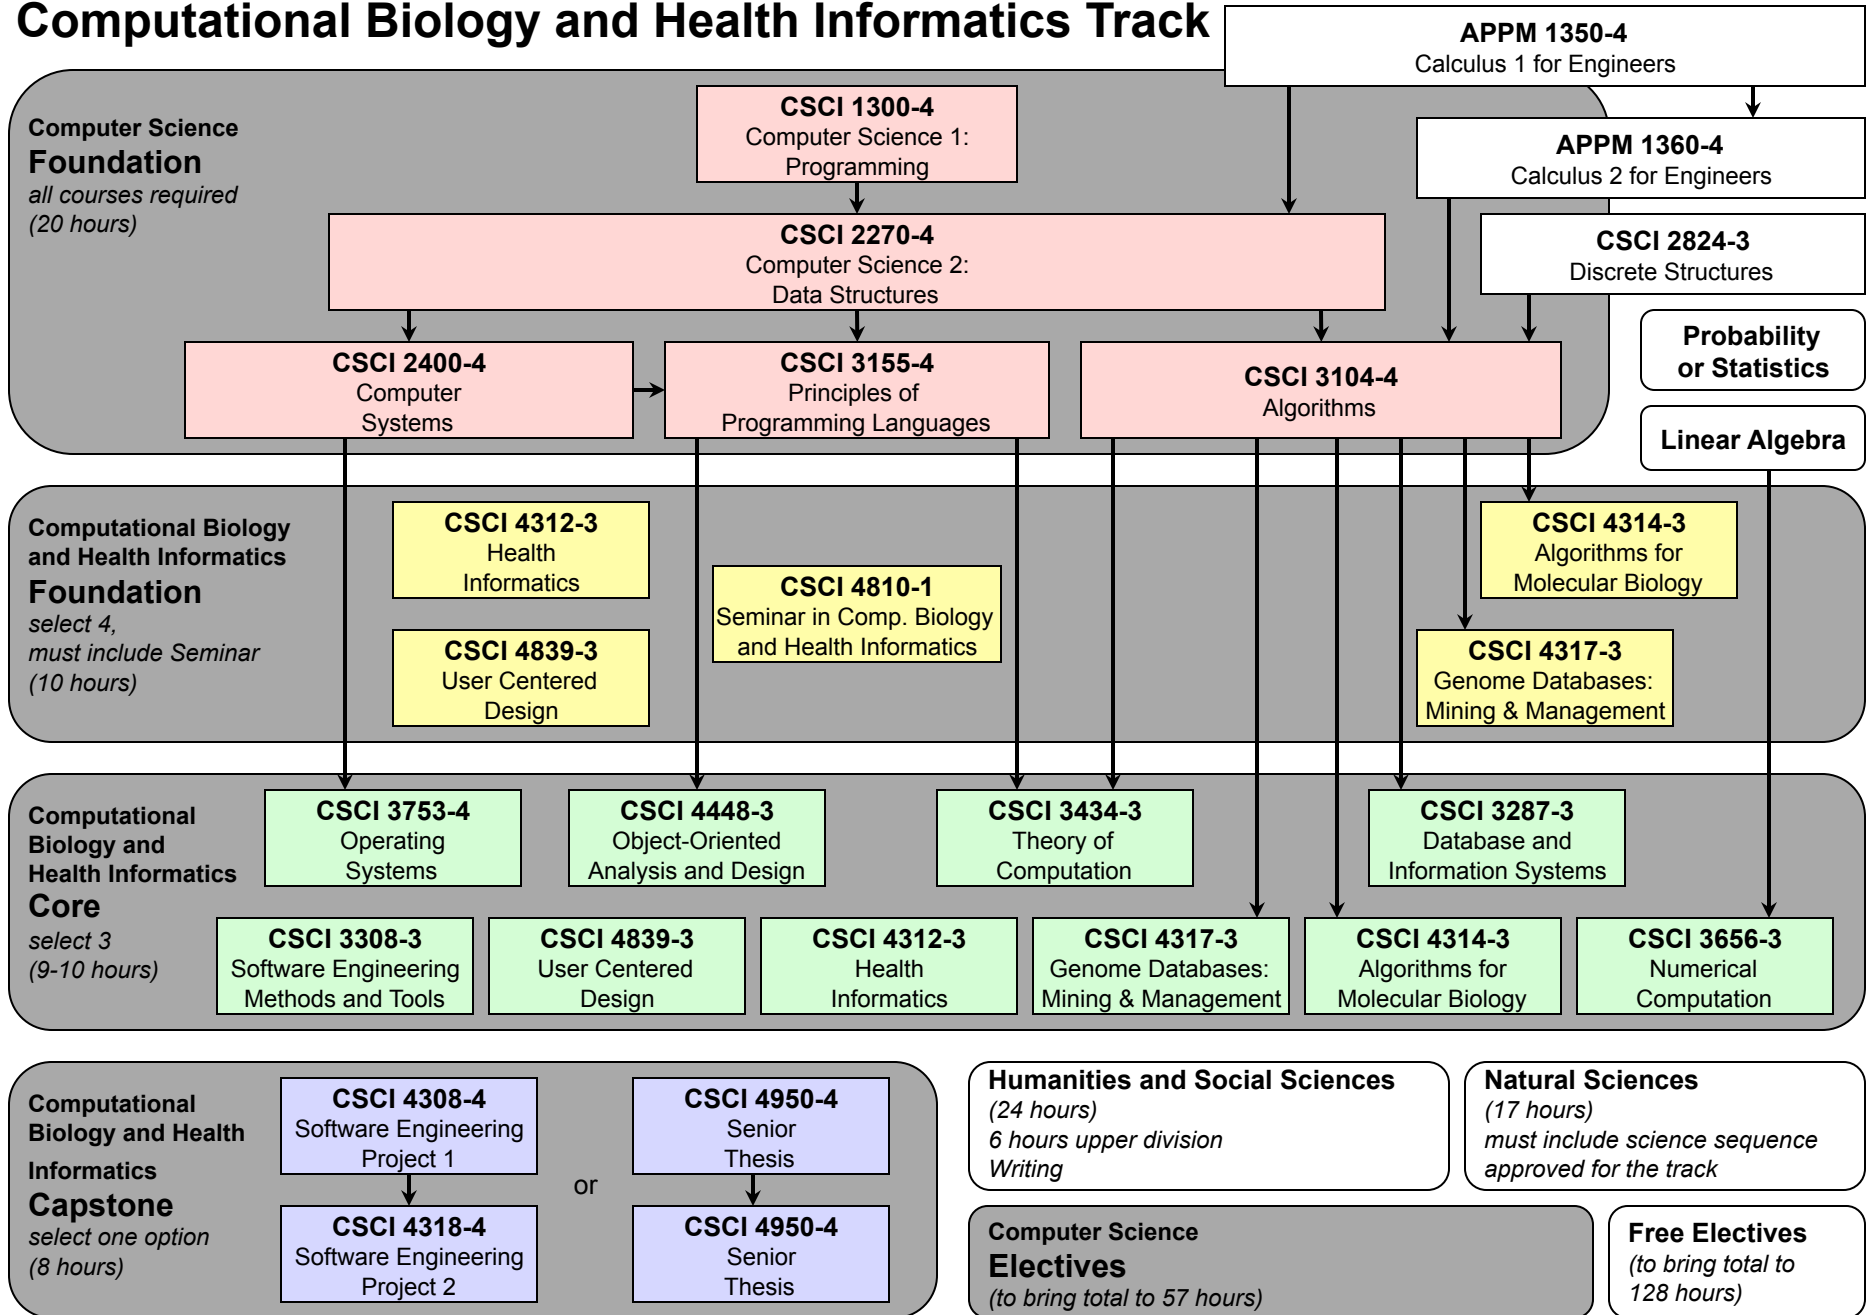 Computational Biology and Health Informatics Track
APPM 1350-4
Calculus 1 for Engineers
Computer Science
Foundation
all courses required
(20 hours)
CSCI 1300-4
Computer Science 1:
Programming
APPM 1360-4
Calculus 2 for Engineers
CSCI 2270-4
Computer Science 2:
Data Structures
CSCI 2824-3
Discrete Structures
Probability
or Statistics
CSCI 2400-4
Computer
Systems
CSCI 3155-4
Principles of
Programming Languages
CSCI 3104-4
Algorithms
Linear Algebra
Computational Biology
and Health Informatics
Foundation
select 4,
must include Seminar
(10 hours)
CSCI 4312-3
Health
Informatics
CSCI 4839-3
User Centered
Design
CSCI 4810-1
Seminar in Comp. Biology
and Health Informatics
CSCI 4314-3
Algorithms for
Molecular Biology
CSCI 4317-3
Genome Databases:
Mining & Management
Computational
Biology and
Health Informatics
Core
select 3
(9-10 hours)
CSCI 3753-4
Operating
Systems
CSCI 4448-3
Object-Oriented
Analysis and Design
CSCI 3434-3
Theory of
Computation
CSCI 3287-3
Database and
Information Systems
CSCI 3308-3
Software Engineering
Methods and Tools
CSCI 4839-3
User Centered
Design
CSCI 4312-3
Health
Informatics
CSCI 4317-3
Genome Databases:
Mining & Management
CSCI 4314-3
Algorithms for
Molecular Biology
CSCI 3656-3
Numerical
Computation
Computational
Biology and Health
Informatics
Capstone
select one option
(8 hours)
CSCI 4308-4
Software Engineering
Project 1
CSCI 4318-4
Software Engineering
Project 2
or
CSCI 4950-4
Senior
Thesis
CSCI 4950-4
Senior
Thesis
Humanities and Social Sciences
(24 hours)
6 hours upper division
Writing
Natural Sciences
(17 hours)
must include science sequence
approved for the track
Computer Science
Electives
(to bring total to 57 hours)
Free Electives
(to bring total to
128 hours)